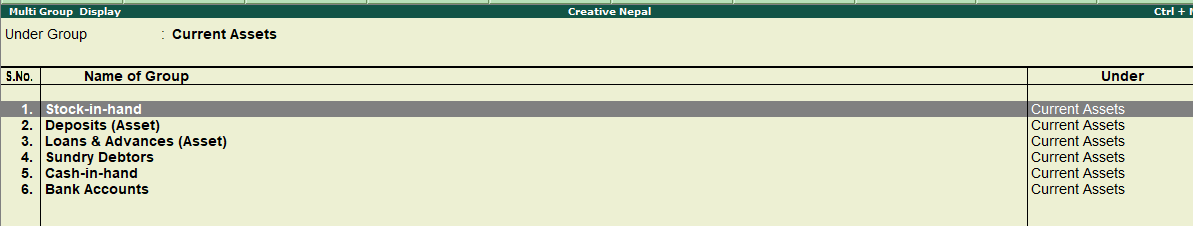 Multi Group Display Creative Nepal Ctrl +
Under Group : Current Assets
S.No. Name of Group Under
1. Stock-in-hand Current Assets
2. Deposits (Asset) Current Assets
3. Loans & Advances (Asset) Current Assets
4. Sundry Debtors Current Assets
5. Cash-in-hand Current Assets
6. Bank Accounts Current Assets